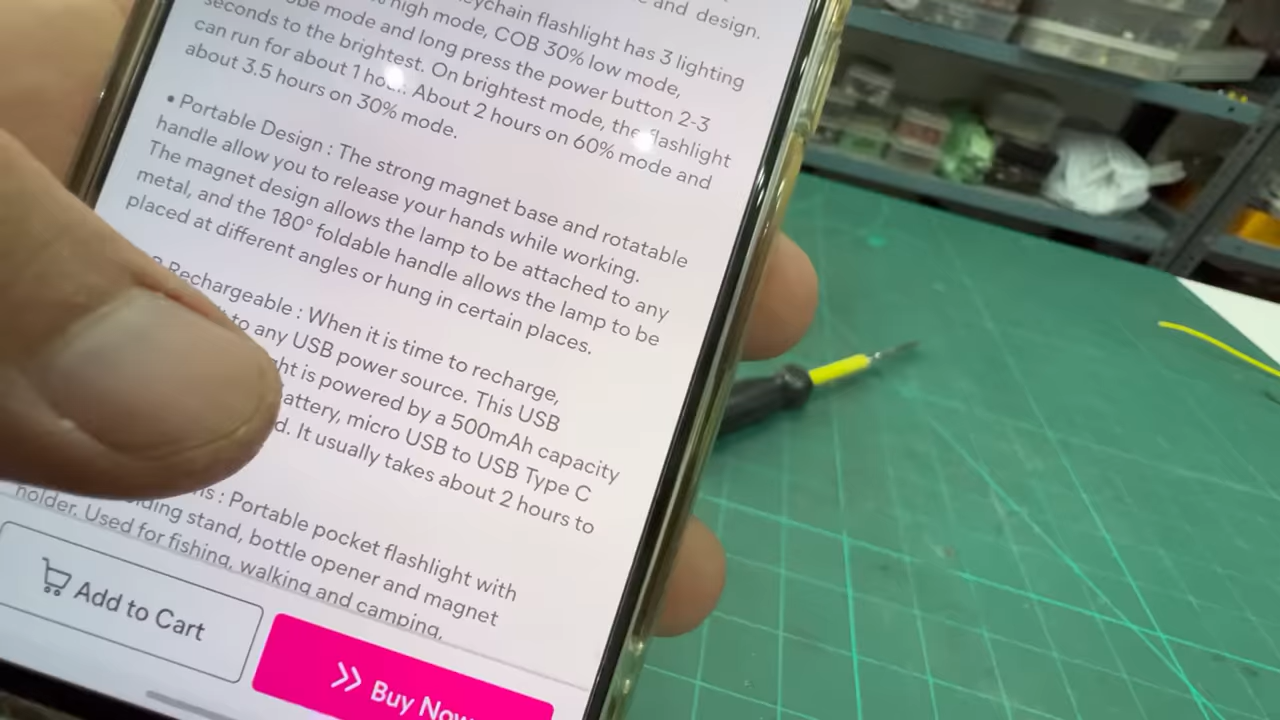 and design.
keychain flashlight has 3 lighting
high mode, COB 30% low mode,
mode and long press the power button 2-3
seconds to the brightest. On brightest mode, the flashlight
can run for about 1 hour. About 2 hours on 60% mode and
about 3.5 hours on 30% mode.
• Portable Design : The strong magnet base and rotatable
handle allow you to release your hands while working.
The magnet design allows the lamp to be attached to any
metal, and the 180° foldable handle allows the lamp to be
placed at different angles or hung in certain places.
Rechargeable : When it is time to recharge,
to any USB power source. This USB
is powered by a 500mAh capacity
battery, micro USB to USB Type C
It usually takes about 2 hours to
: Portable pocket flashlight with
stand, bottle opener and magnet
holder. Used for fishing, walking and camping,
Add to Cart
Buy Now